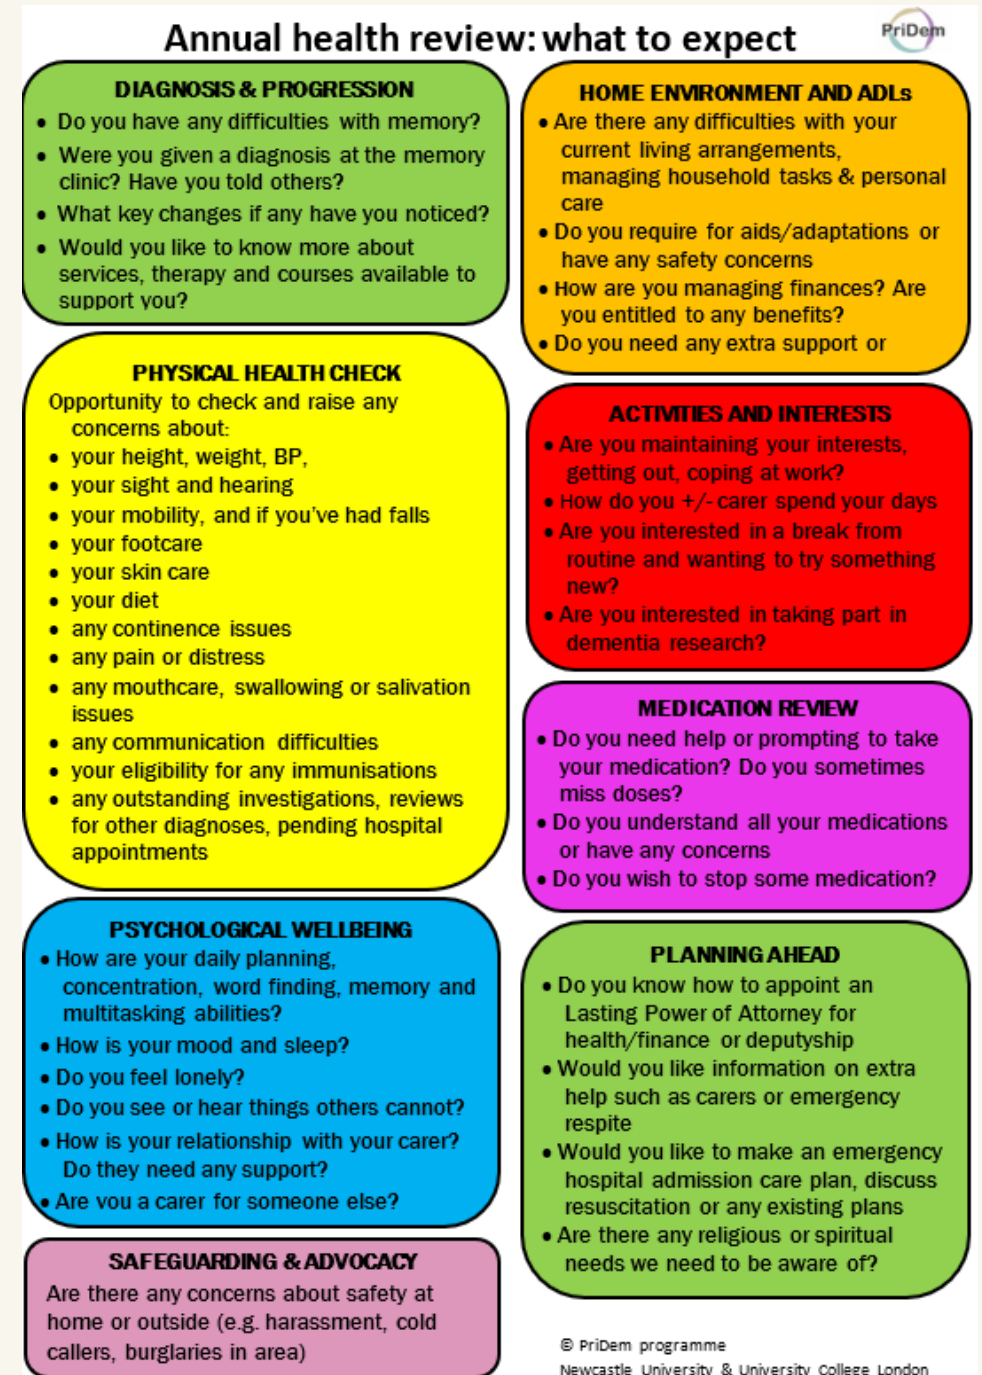 Annual health review: what to expect
PriDem
DIAGNOSIS & PROGRESSION
• Do you have any difficulties with memory?
• Were you given a diagnosis at the memory
clinic? Have you told others?
• What key changes if any have you noticed?
• Would you like to know more about
services, therapy and courses available to
support you?
PHYSICAL HEALTH CHECK
Opportunity to check and raise any
concerns about:
• your height, weight, BP,
• your sight and hearing
• your mobility, and if you've had falls
• your footcare
• your skin care
• your diet
• any continence issues
• any pain or distress
• any mouthcare, swallowing or salivation
issues
• any communication difficulties
• your eligibility for any immunisations
• any outstanding investigations, reviews
for other diagnoses, pending hospital
appointments
PSYCHOLOGICAL WELLBEING
• How are your daily planning,
concentration, word finding, memory and
multitasking abilities?
• How is your mood and sleep?
• Do you feel lonely?
• Do you see or hear things others cannot?
• How is your relationship with your carer?
Do they need any support?
• Are you a carer for someone else?
SAFEGUARDING & ADVOCACY
Are there any concerns about safety at
home or outside (e.g. harassment, cold
callers, burglaries in area)
HOME ENVIRONMENT AND ADLs
• Are there any difficulties with your
current living arrangements,
managing household tasks & personal
care
• Do you require for aids/adaptations or
have any safety concerns
• How are you managing finances? Are
you entitled to any benefits?
• Do you need any extra support or
ACTIVITIES AND INTERESTS
• Are you maintaining your interests,
getting out, coping at work?
• How do you +/- carer spend your days
• Are you interested in a break from
routine and wanting to try something
new?
• Are you interested in taking part in
dementia research?
MEDICATION REVIEW
• Do you need help or prompting to take
your medication? Do you sometimes
miss doses?
• Do you understand all your medications
or have any concerns
• Do you wish to stop some medication?
PLANNING AHEAD
• Do you know how to appoint an
Lasting Power of Attorney for
health/finance or deputyship
• Would you like information on extra
help such as carers or emergency
respite
• Would you like to make an emergency
hospital admission care plan, discuss
resuscitation or any existing plans
• Are there any religious or spiritual
needs we need to be aware of?
© PriDem programme
Newcastle University & University College London